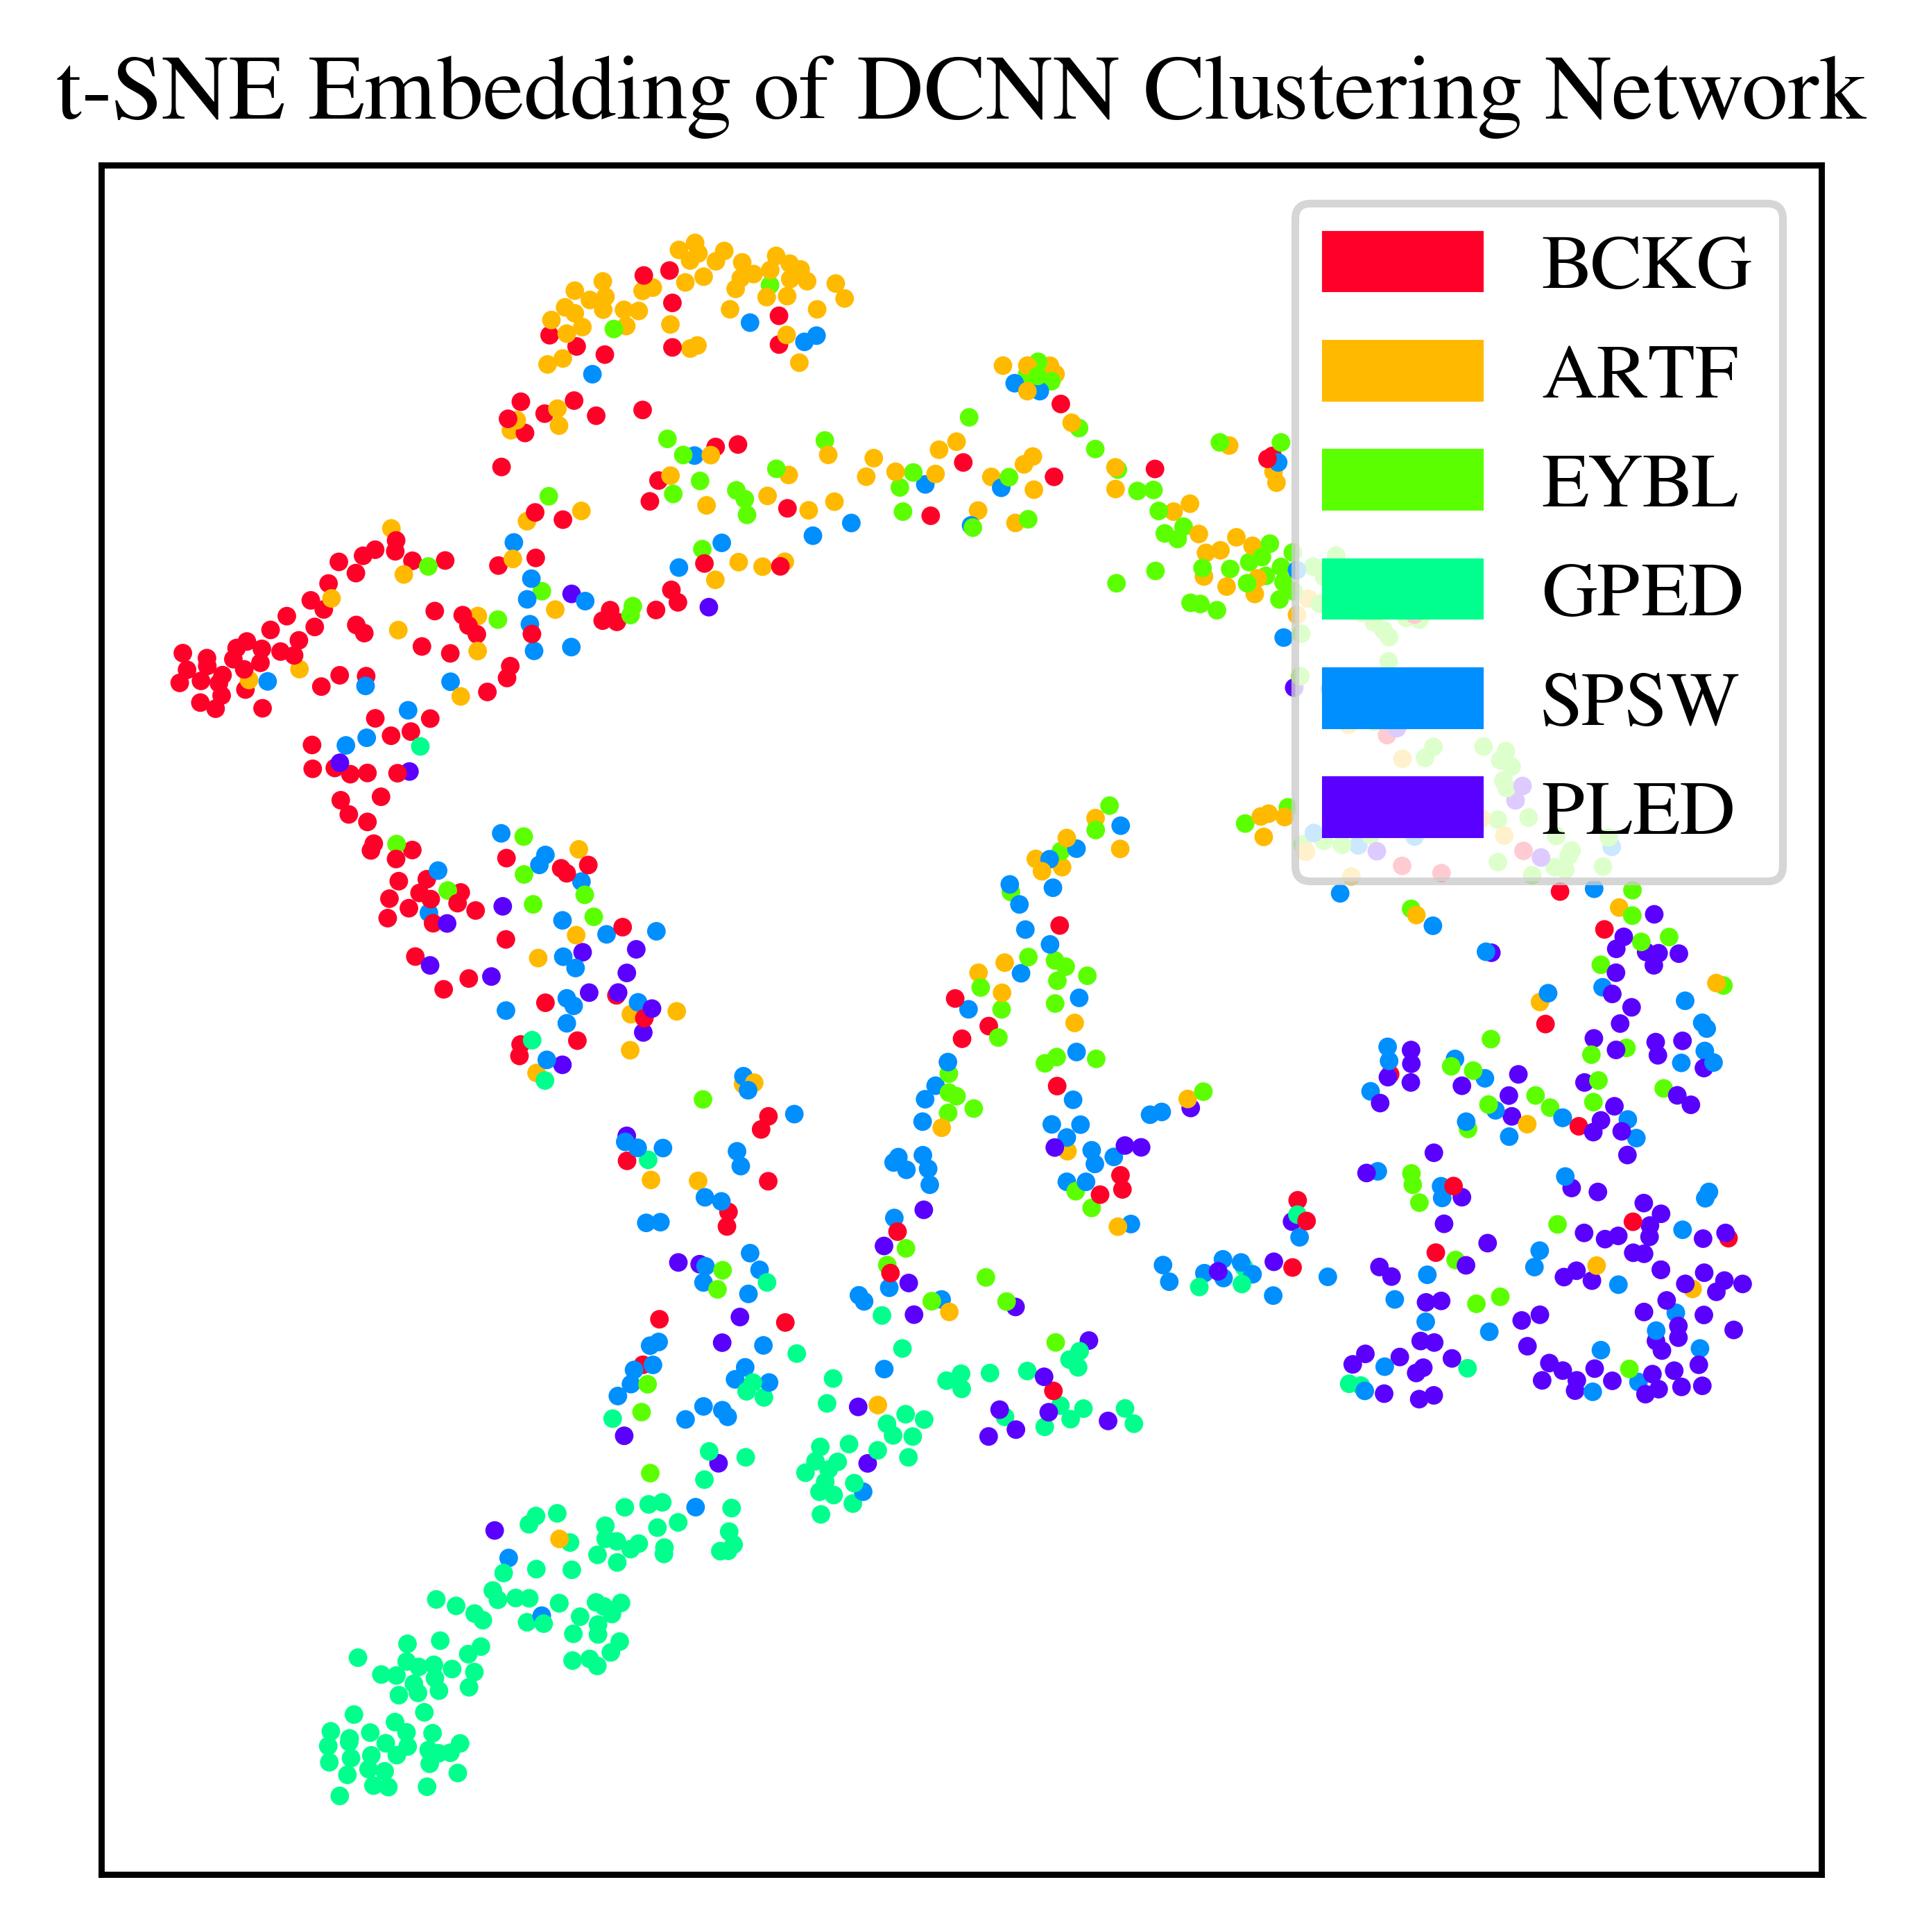 t-SNE Embedding of DCNN Clustering Network
BCKG
ARTF
EYBL
GPED
SPSW
PLED